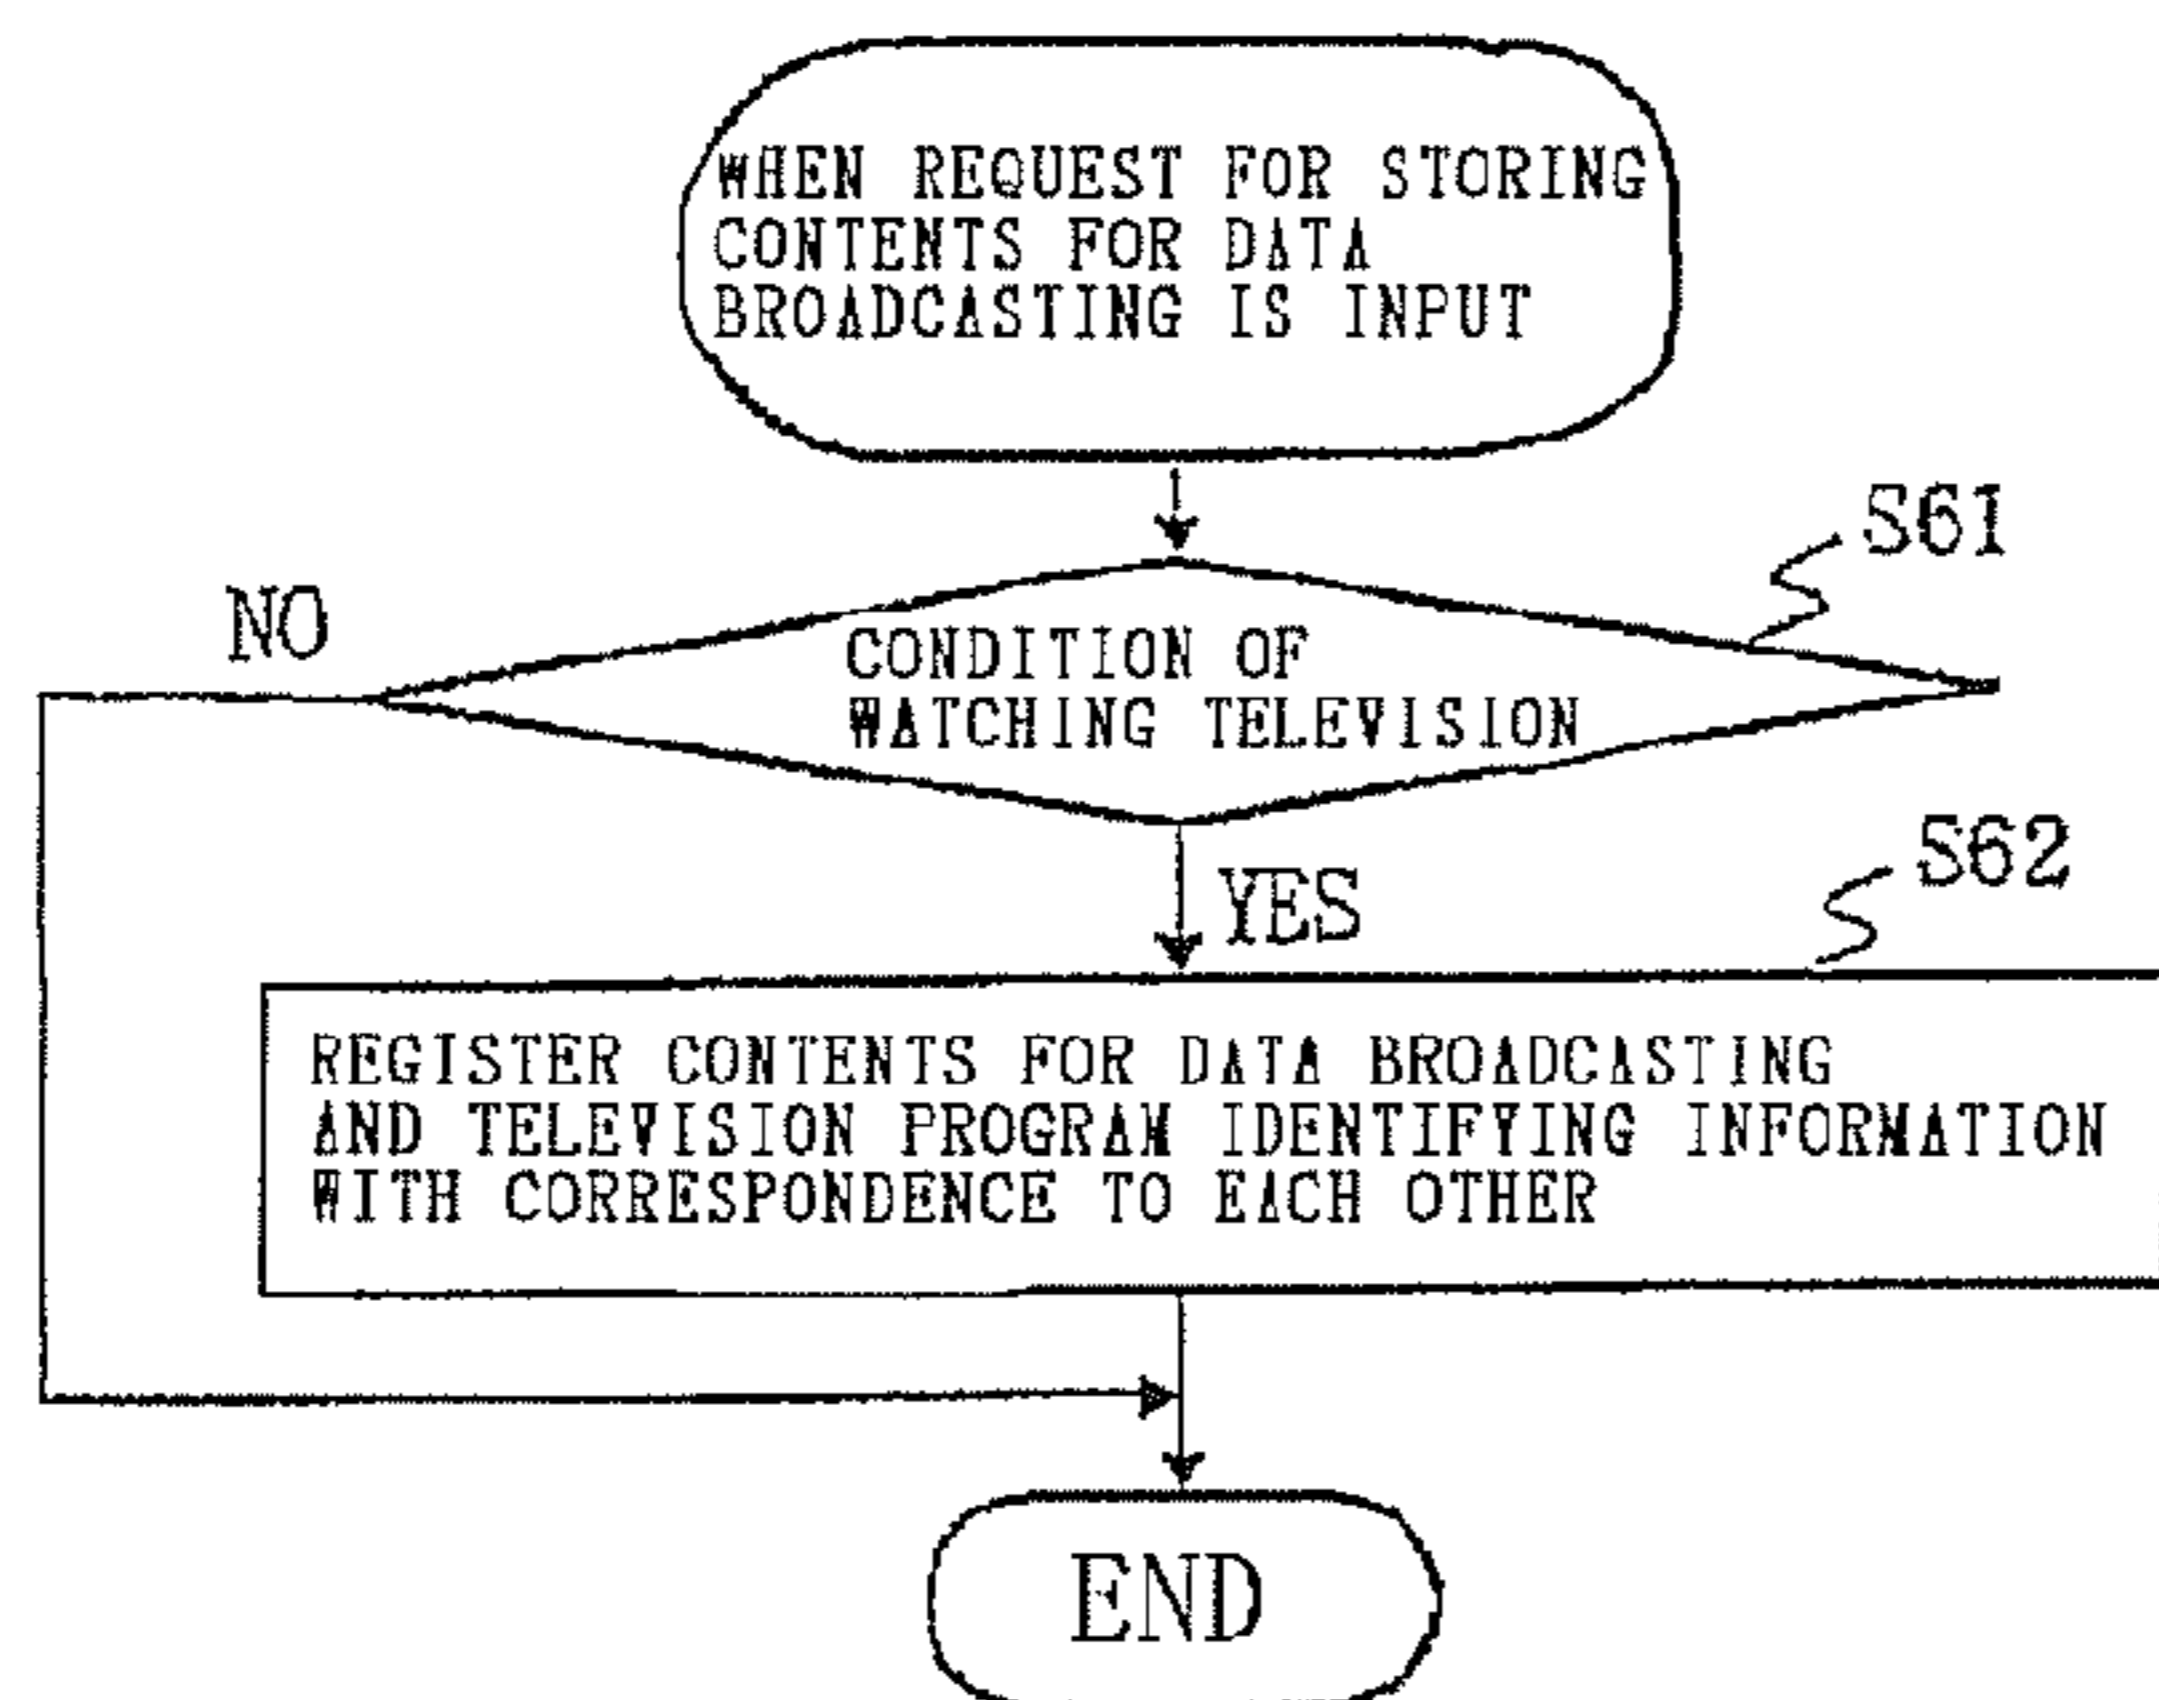 WHEN REQUEST FOR STORING
CONTENTS FOR DATA
BROADCASTING IS INPUT
S61
NO
CONDITION OF
WATCHING TELEVISION
S62
YES
REGISTER CONTENTS FOR DATA BROADCASTING
AND TELEVISION PROGRAM IDENTIFYING INFORMATION
WITH CORRESPONDENCE TO EACH OTHER
END